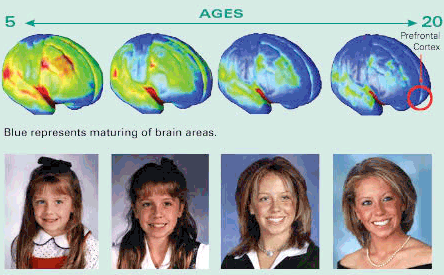 AGES
5 20
Prefrontal
Cortex
Blue represents maturing of brain areas.